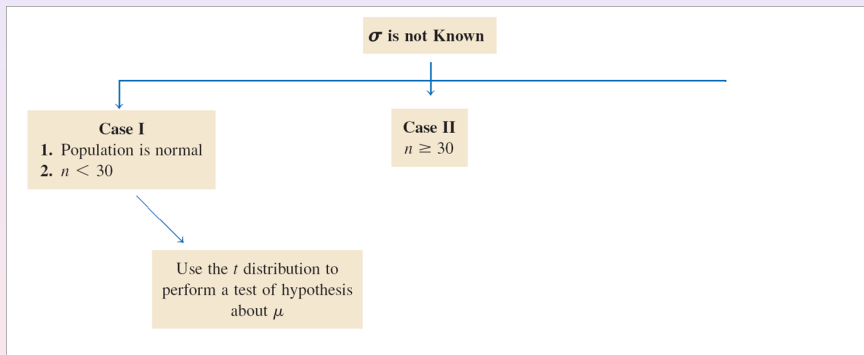 σ is not Known
Case I
1. Population is normal
2. n < 30
Case II
n ≥ 30
Use the t distribution to
perform a test of hypothesis
about μ